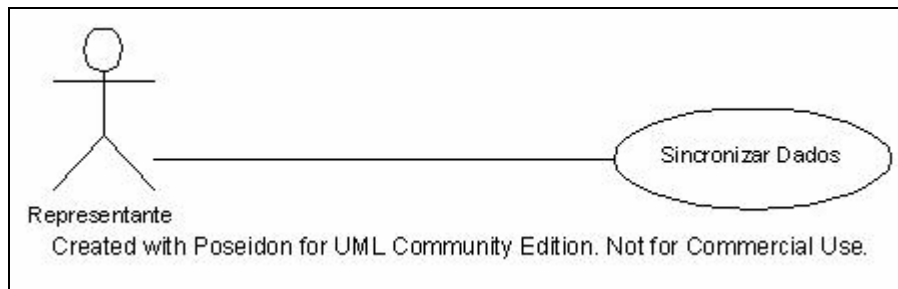 Sincronizar Dados
Representante
Created with Poseidon for UML Community Edition. Not for Commercial Use.